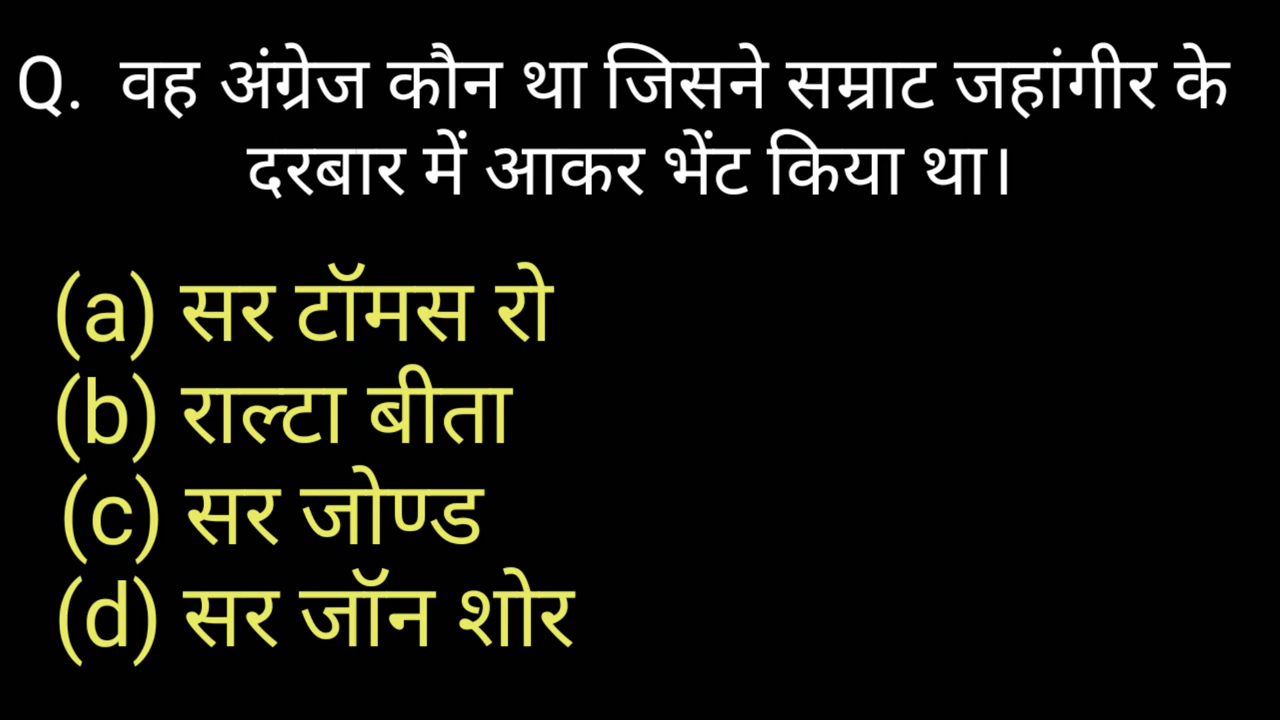 Q. वह अंग्रेज कौन था जिसने सम्राट जहांगीर के
दरबार में आकर भेंट किया था।
(a) सर टॉमस रो
(b) राल्टा बीता
(c) सर जोण्ड
(d) सर जॉन शोर